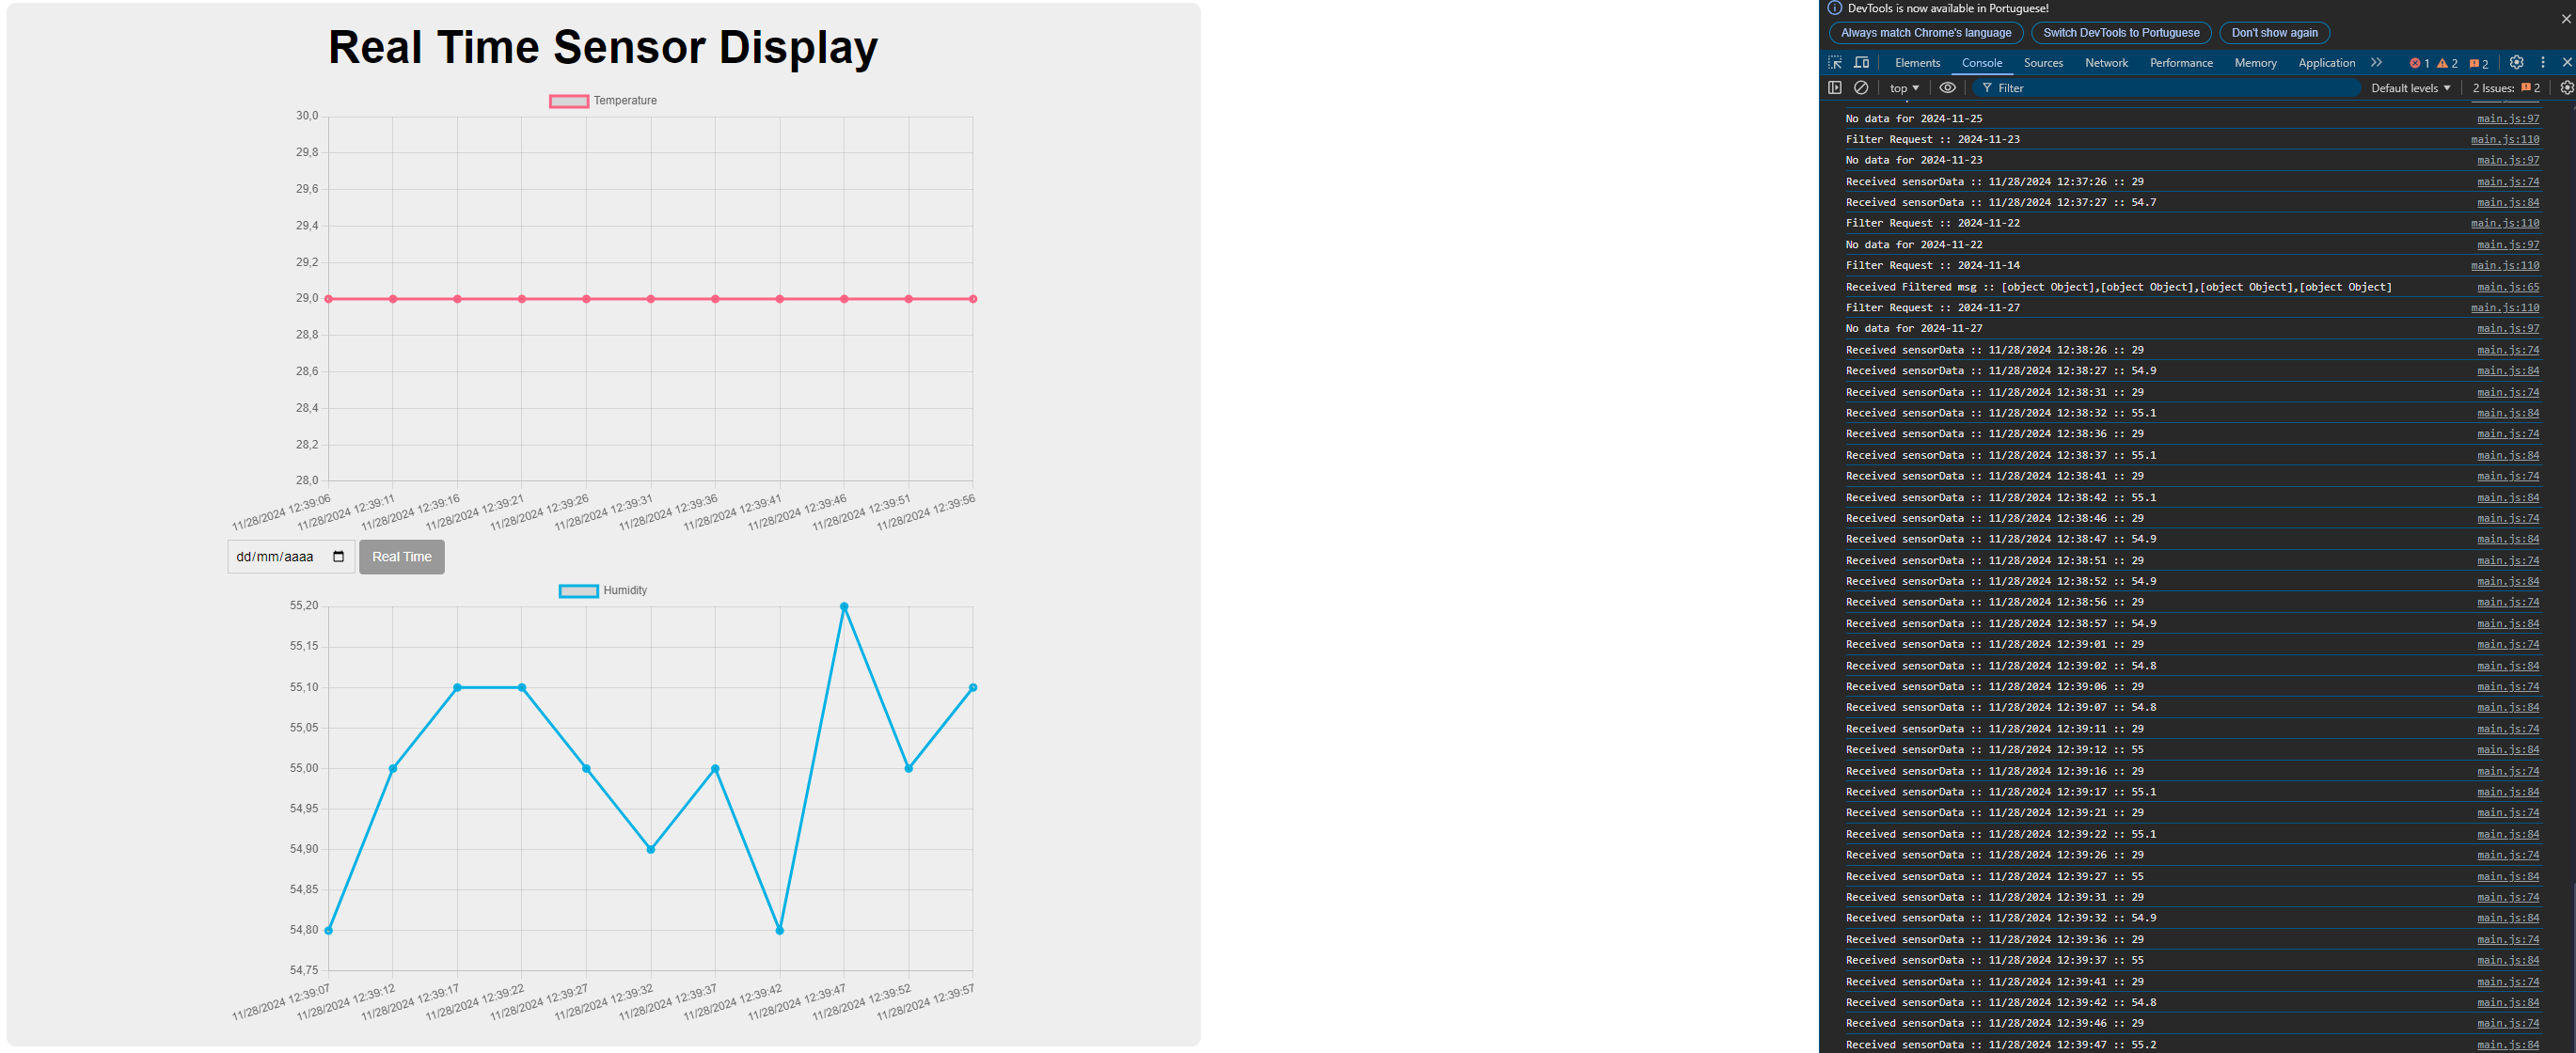 Real Time Sensor Display
Temperature
30,0
29,8
29,6
29,4
29,2
29,0
28,8
28,6
28,4
28,2
28,0
11/28/2024 12:39:06
11/28/2024 12:39:11
11/28/2024 12:39:16
11/28/2024 12:39:21
11/28/2024 12:39:26
11/28/2024 12:39:31
11/28/2024 12:39:36
11/28/2024 12:39:41
11/28/2024 12:39:46
11/28/2024 12:39:51
11/28/2024 12:39:56
dd/mm/aaaa
Real Time
Humidity
55,20
55,15
55,10
55,05
55,00
54,95
54,90
54,85
54,80
54,75
11/28/2024 12:39:07
11/28/2024 12:39:12
11/28/2024 12:39:17
11/28/2024 12:39:22
11/28/2024 12:39:27
11/28/2024 12:39:32
11/28/2024 12:39:37
11/28/2024 12:39:42
11/28/2024 12:39:47
11/28/2024 12:39:52
11/28/2024 12:39:57
DevTools is now available in Portuguese!
Always match Chrome's language Switch DevTools to Portuguese Don't show again
Elements Console Sources Network Performance Memory Application 1 2 2
top Filter Default levels 2 Issues: 2
No data for 2024-11-25 main.js:97
Filter Request :: 2024-11-23 main.js:110
No data for 2024-11-23 main.js:97
Received sensorData :: 11/28/2024 12:37:26 :: 29 main.js:74
Received sensorData :: 11/28/2024 12:37:27 :: 54.7 main.js:84
Filter Request :: 2024-11-22 main.js:110
No data for 2024-11-22 main.js:97
Filter Request :: 2024-11-14 main.js:110
Received Filtered msg :: [object Object],[object Object],[object Object],[object Object] main.js:65
Filter Request :: 2024-11-27 main.js:110
No data for 2024-11-27 main.js:97
Received sensorData :: 11/28/2024 12:38:26 :: 29 main.js:74
Received sensorData :: 11/28/2024 12:38:27 :: 54.9 main.js:84
Received sensorData :: 11/28/2024 12:38:31 :: 29 main.js:74
Received sensorData :: 11/28/2024 12:38:32 :: 55.1 main.js:84
Received sensorData :: 11/28/2024 12:38:36 :: 29 main.js:74
Received sensorData :: 11/28/2024 12:38:37 :: 55.1 main.js:84
Received sensorData :: 11/28/2024 12:38:41 :: 29 main.js:74
Received sensorData :: 11/28/2024 12:38:42 :: 55.1 main.js:84
Received sensorData :: 11/28/2024 12:38:46 :: 29 main.js:74
Received sensorData :: 11/28/2024 12:38:47 :: 54.9 main.js:84
Received sensorData :: 11/28/2024 12:38:51 :: 29 main.js:74
Received sensorData :: 11/28/2024 12:38:52 :: 54.9 main.js:84
Received sensorData :: 11/28/2024 12:38:56 :: 29 main.js:74
Received sensorData :: 11/28/2024 12:38:57 :: 54.9 main.js:84
Received sensorData :: 11/28/2024 12:39:01 :: 29 main.js:74
Received sensorData :: 11/28/2024 12:39:02 :: 54.8 main.js:84
Received sensorData :: 11/28/2024 12:39:06 :: 29 main.js:74
Received sensorData :: 11/28/2024 12:39:07 :: 54.8 main.js:84
Received sensorData :: 11/28/2024 12:39:11 :: 29 main.js:74
Received sensorData :: 11/28/2024 12:39:12 :: 55 main.js:84
Received sensorData :: 11/28/2024 12:39:16 :: 29 main.js:74
Received sensorData :: 11/28/2024 12:39:17 :: 55.1 main.js:84
Received sensorData :: 11/28/2024 12:39:21 :: 29 main.js:74
Received sensorData :: 11/28/2024 12:39:22 :: 55.1 main.js:84
Received sensorData :: 11/28/2024 12:39:26 :: 29 main.js:74
Received sensorData :: 11/28/2024 12:39:27 :: 55 main.js:84
Received sensorData :: 11/28/2024 12:39:31 :: 29 main.js:74
Received sensorData :: 11/28/2024 12:39:32 :: 54.9 main.js:84
Received sensorData :: 11/28/2024 12:39:36 :: 29 main.js:74
Received sensorData :: 11/28/2024 12:39:37 :: 55 main.js:84
Received sensorData :: 11/28/2024 12:39:41 :: 29 main.js:74
Received sensorData :: 11/28/2024 12:39:42 :: 54.8 main.js:84
Received sensorData :: 11/28/2024 12:39:46 :: 29 main.js:74
Received sensorData :: 11/28/2024 12:39:47 :: 55.2 main.js:84